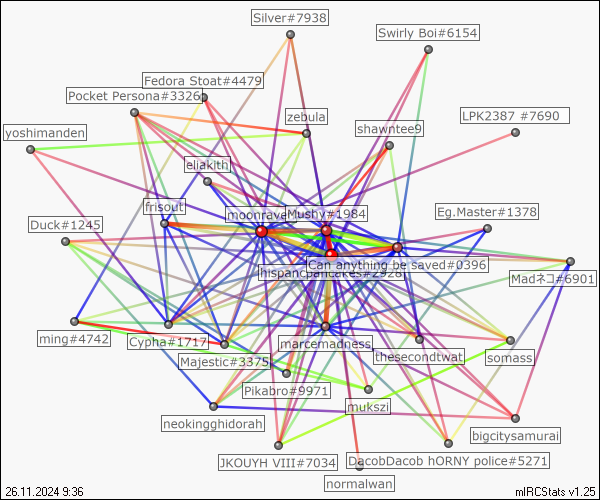 Silver#7938
Swirly Boi#6154
Fedora Stoat#4479
Pocket Persona#3326
zebula
LPK2387 #7690
yoshimanden
shawntee9
eliakith
frisout
moonrave
Mushy#1984
Eg.Master#1378
Duck#1245
Can anything be saved#0396
hispancpancakes#2928
Madネコ#6901
ming#4742
Cypha#1717
marcemadness
thesecondtwat
somass
Majestic#3375
Pikabro#9971
mukszi
neokingghidorah
bigcitysamurai
JKOUYH VIII#7034
DacobDacob hORNY police#5271
normalwan
26.11.2024 9:36
mIRCStats v1.25